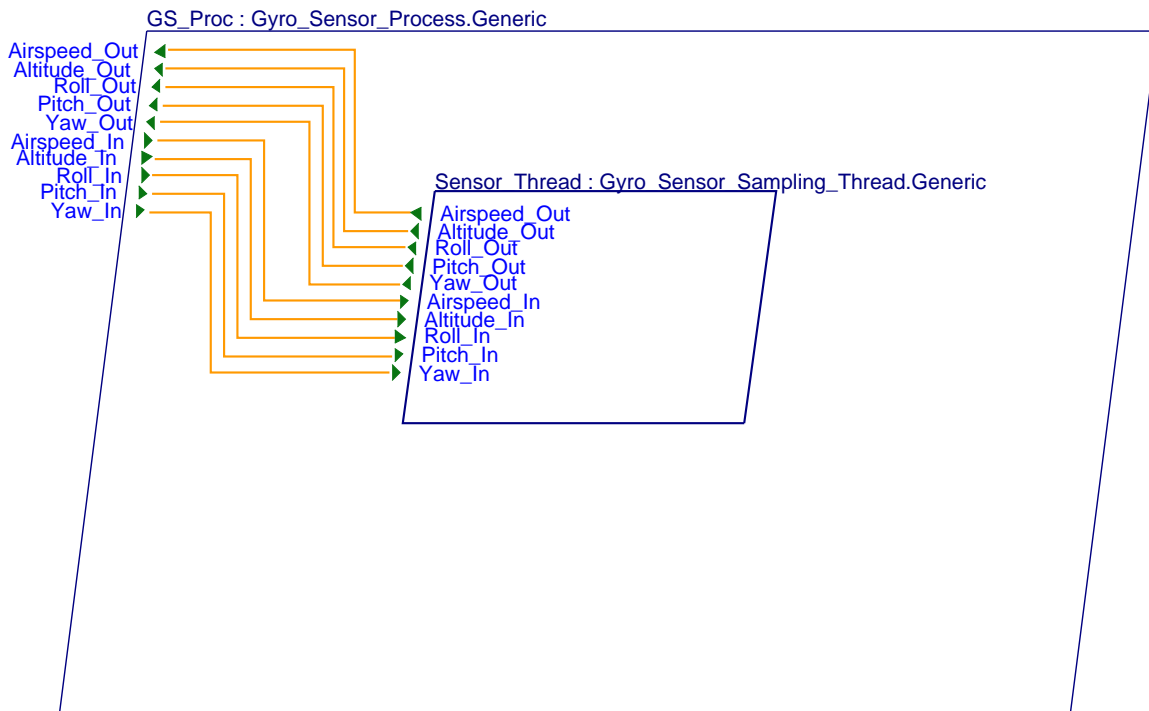 GS_Proc : Gyro_Sensor_Process.Generic
Airspeed_Out
Altitude_Out
Roll_Out
Pitch_Out
Yaw_Out
Airspeed_In
Altitude_In
Roll_In
Pitch_In
Yaw_In
Sensor_Thread : Gyro_Sensor_Sampling_Thread.Generic
Airspeed_Out
Altitude_Out
Roll_Out
Pitch_Out
Yaw_Out
Airspeed_In
Altitude_In
Roll_In
Pitch_In
Yaw_In